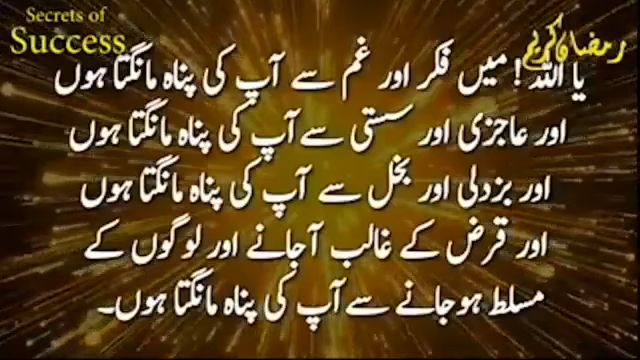 Secrets of
Success
رمضان کریم
یا اللہ! میں فکر اور غم سے آپ کی پناہ مانگتا ہوں
اور عاجزی اور سستی سے آپ کی پناہ مانگتا ہوں
اور بزدلی اور بخل سے آپ کی پناہ مانگتا ہوں
اور قرض کے غالب آجانے اور لوگوں کے
مسلط ہوجانے سے آپ کی پناہ مانگتا ہوں۔